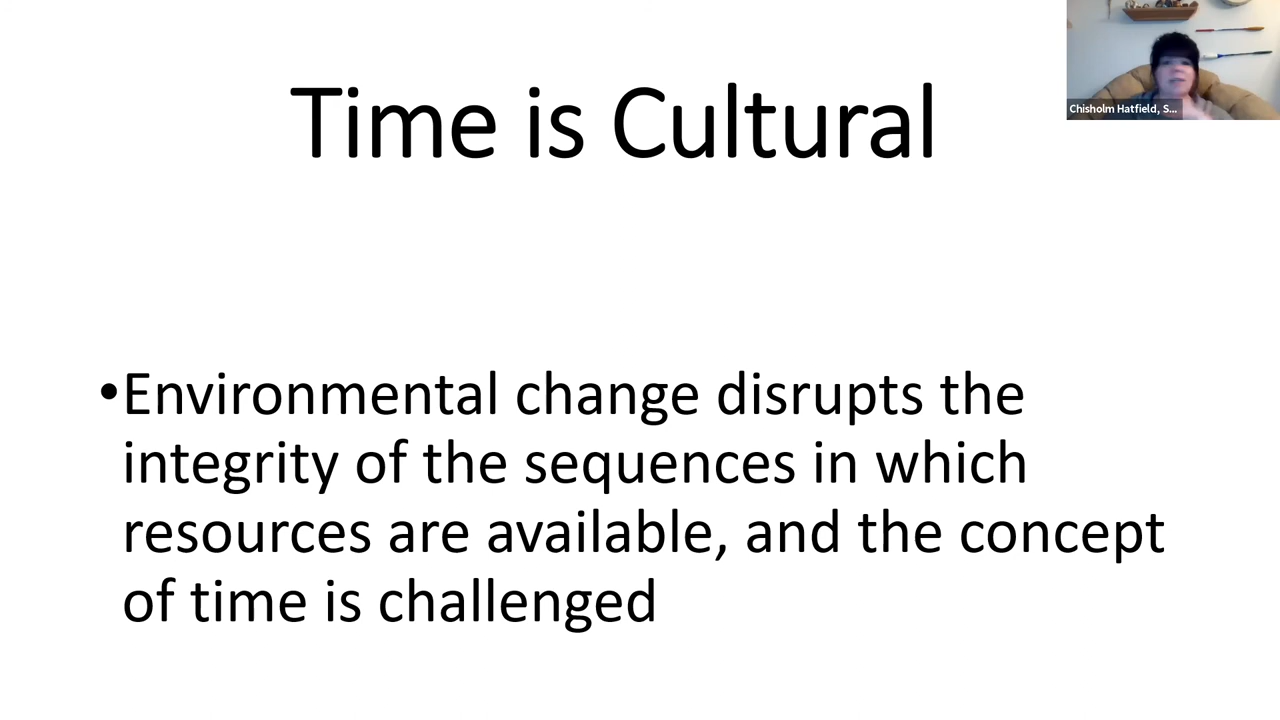 Time is Cultural
Chisholm Hatfield, S...
•Environmental change disrupts the
integrity of the sequences in which
resources are available, and the concept
of time is challenged